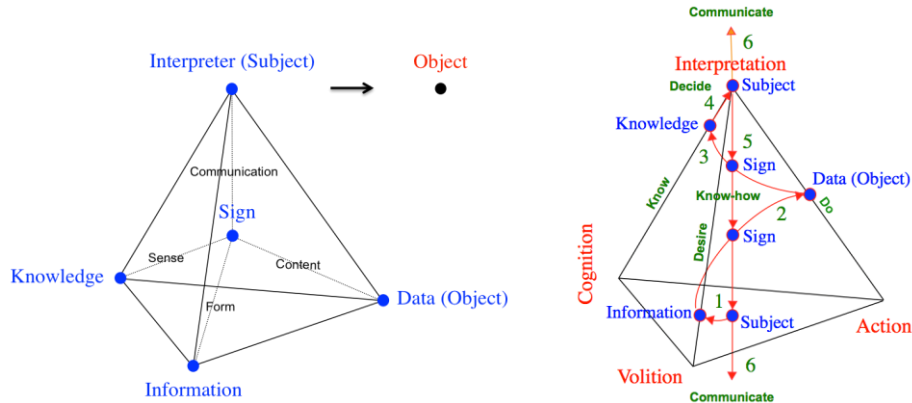 Interpreter (Subject)
Object
Communication
Sign
Sense
Content
Knowledge
Form
Data (Object)
Information
Communicate
6
Interpretation
Decide
Subject
4
Knowledge
5
3
Sign
Data (Object)
Know
Know-how
Do
2
Sign
Desire
Cognition
1
Information
Subject
Action
Volition
6
Communicate